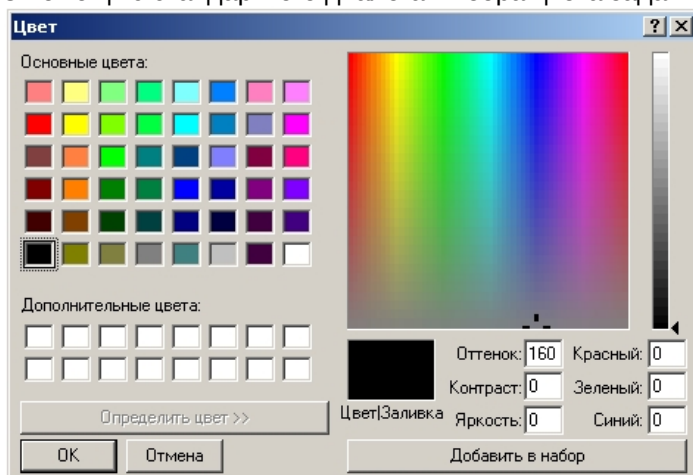 Цвет
Основные цвета:
Дополнительные цвета:
Определить цвет >>
ОК
Отмена
Цвет|Заливка
Оттенок: 160
Контраст: 0
Яркость: 0
Красный: 0
Зеленый: 0
Синий: 0
Добавить в набор